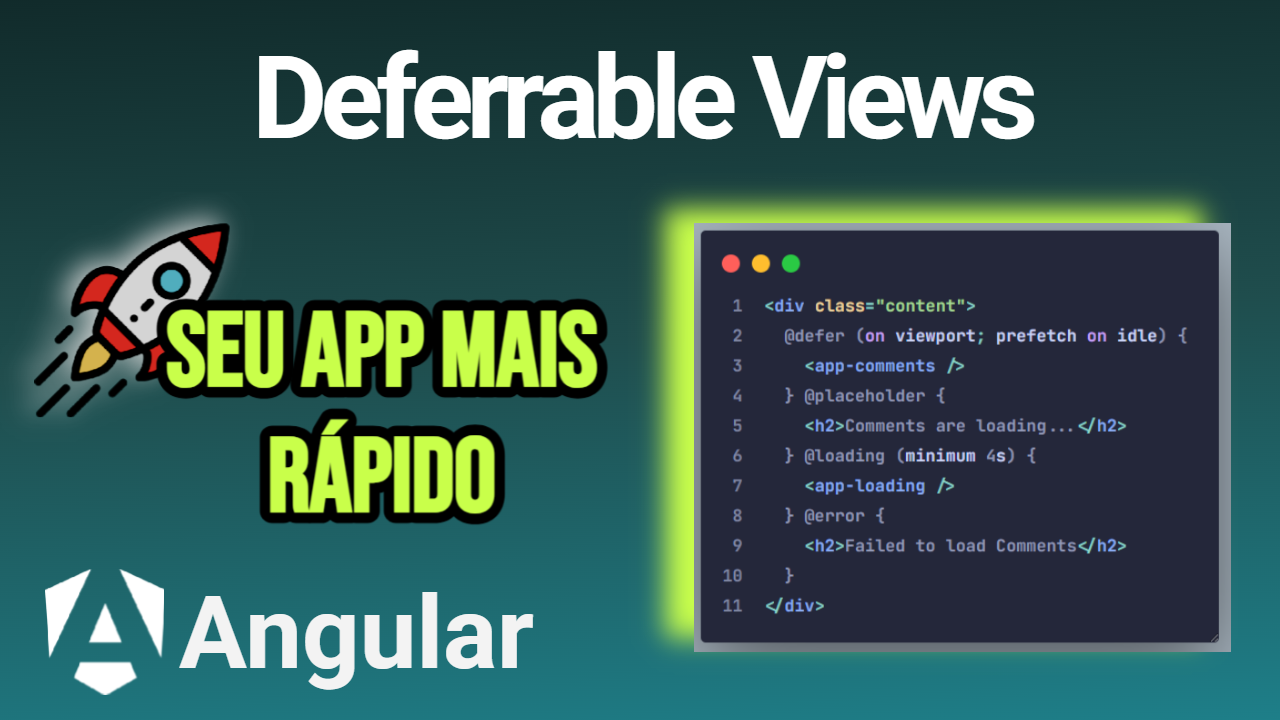 Deferrable Views
SEU APP MAIS
RÁPIDO
Angular
1 <div class="content">
2 @defer (on viewport; prefetch on idle) {
3 <app-comments />
4 } @placeholder {
5 <h2>Comments are loading...</h2>
6 } @loading (minimum 4s) {
7 <app-loading />
8 } @error {
9 <h2>Failed to load Comments</h2>
10 }
11 </div>